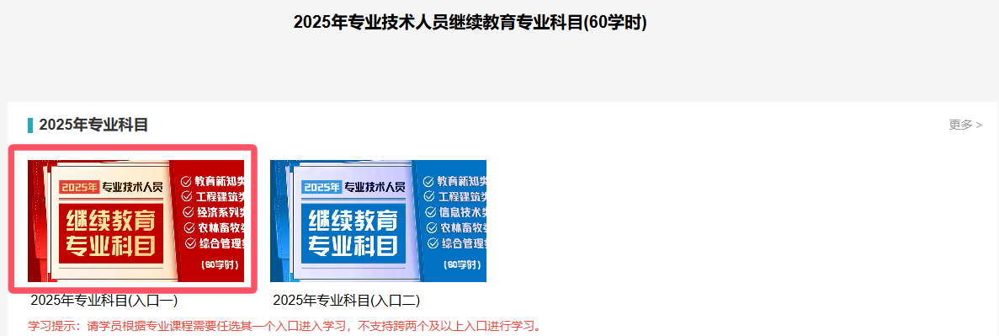 2025年专业技术人员继续教育专业科目(60学时)
2025年专业科目
更多 >
2025年 专业技术人员
继续教育
专业科目
教育新知类
工程建筑类
经济系列类
农林畜牧类
综合管理类
(60学时)
2025年专业技术人员
继续教育
专业科目
教育新知类
工程建筑类
信息技术类
农林畜牧类
综合管理类
(60学时)
2025年专业科目(入口一)
2025年专业科目(入口二)
学习提示：请学员根据专业课程需要任选其一个入口进入学习，不支持跨两个及以上入口进行学习。